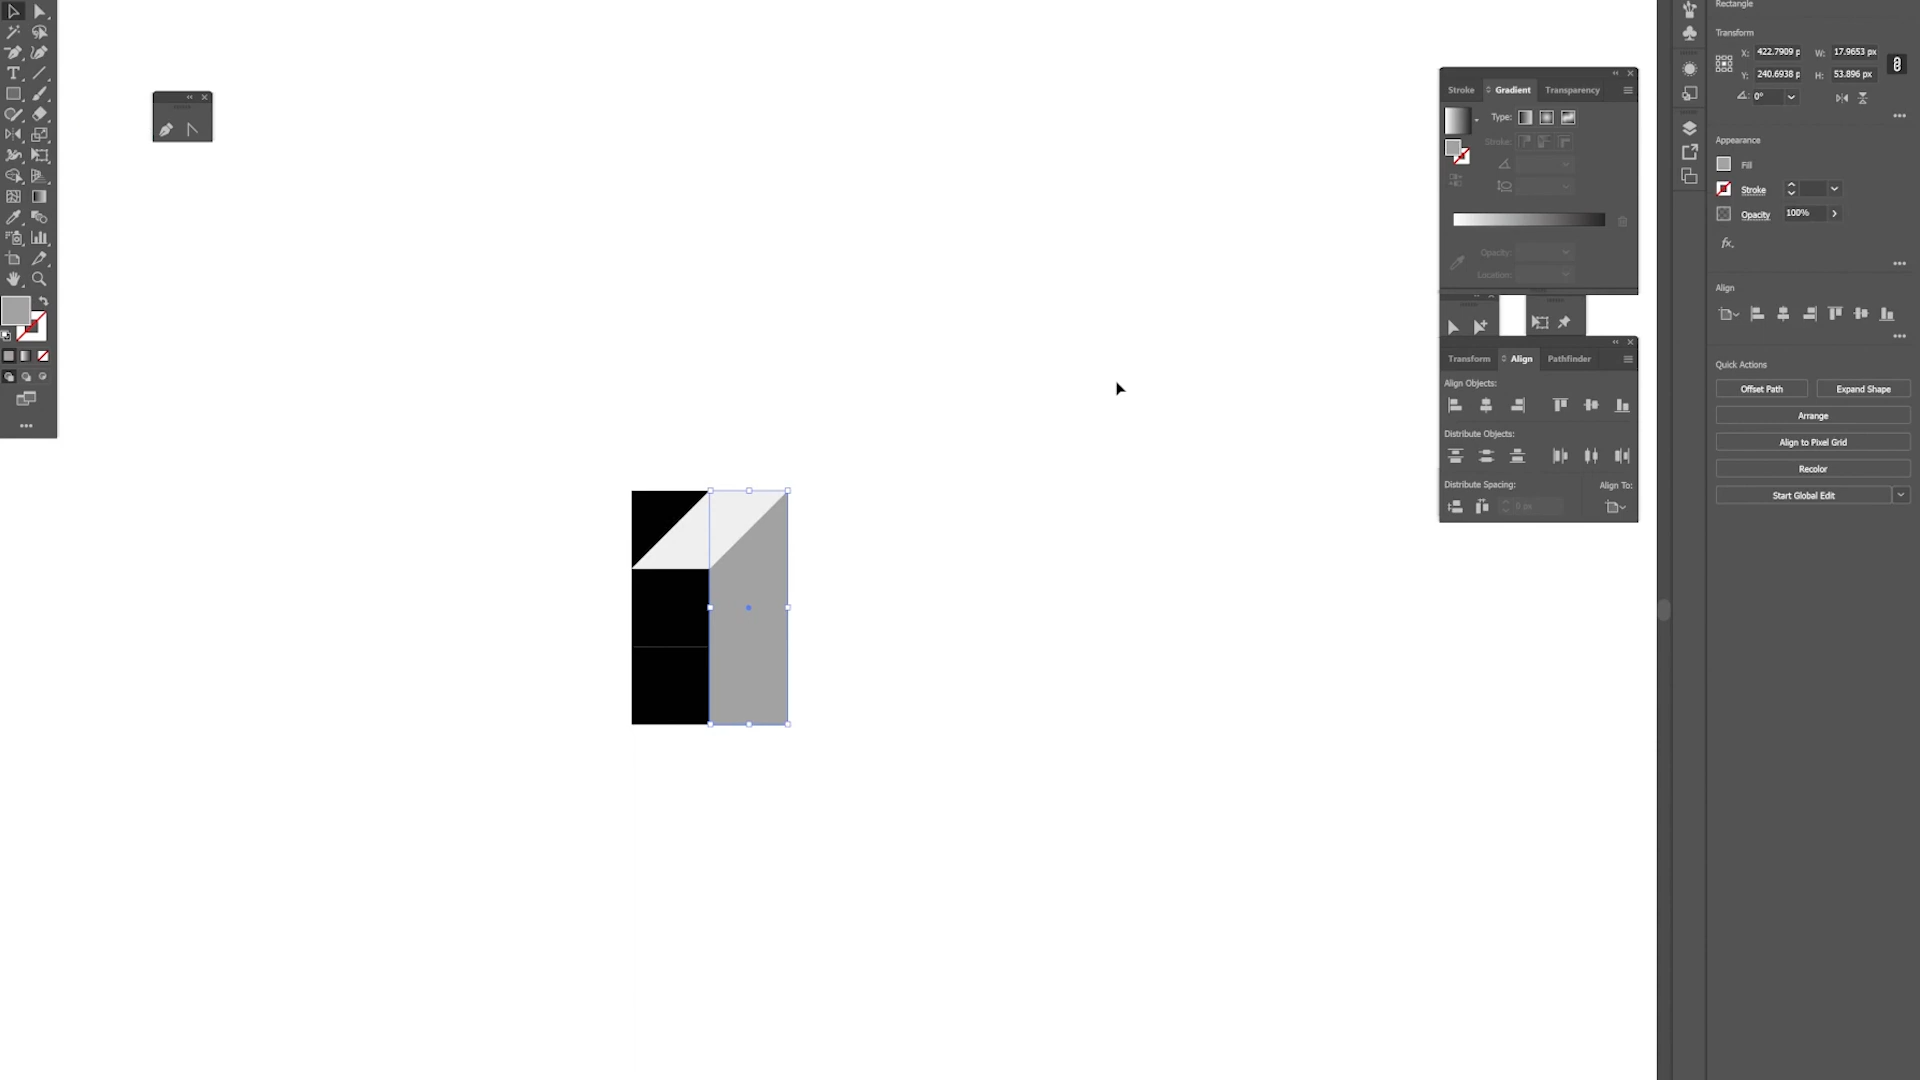 Rectangle
Transform
X: 422.7909 p W: 17.9653 px
Y: 240.6938 p H: 53.896 px
0°
Appearance
Fill
Stroke
Opacity 100%
fx.
Align
Quick Actions
Offset Path Expand Shape
Arrange
Align to Pixel Grid
Recolor
Start Global Edit
Stroke Gradient Transparency
Type:
Stroke:
Opacity:
Location:
Transform Align Pathfinder
Align Objects:
Distribute Objects:
Distribute Spacing: Align To:
0 px